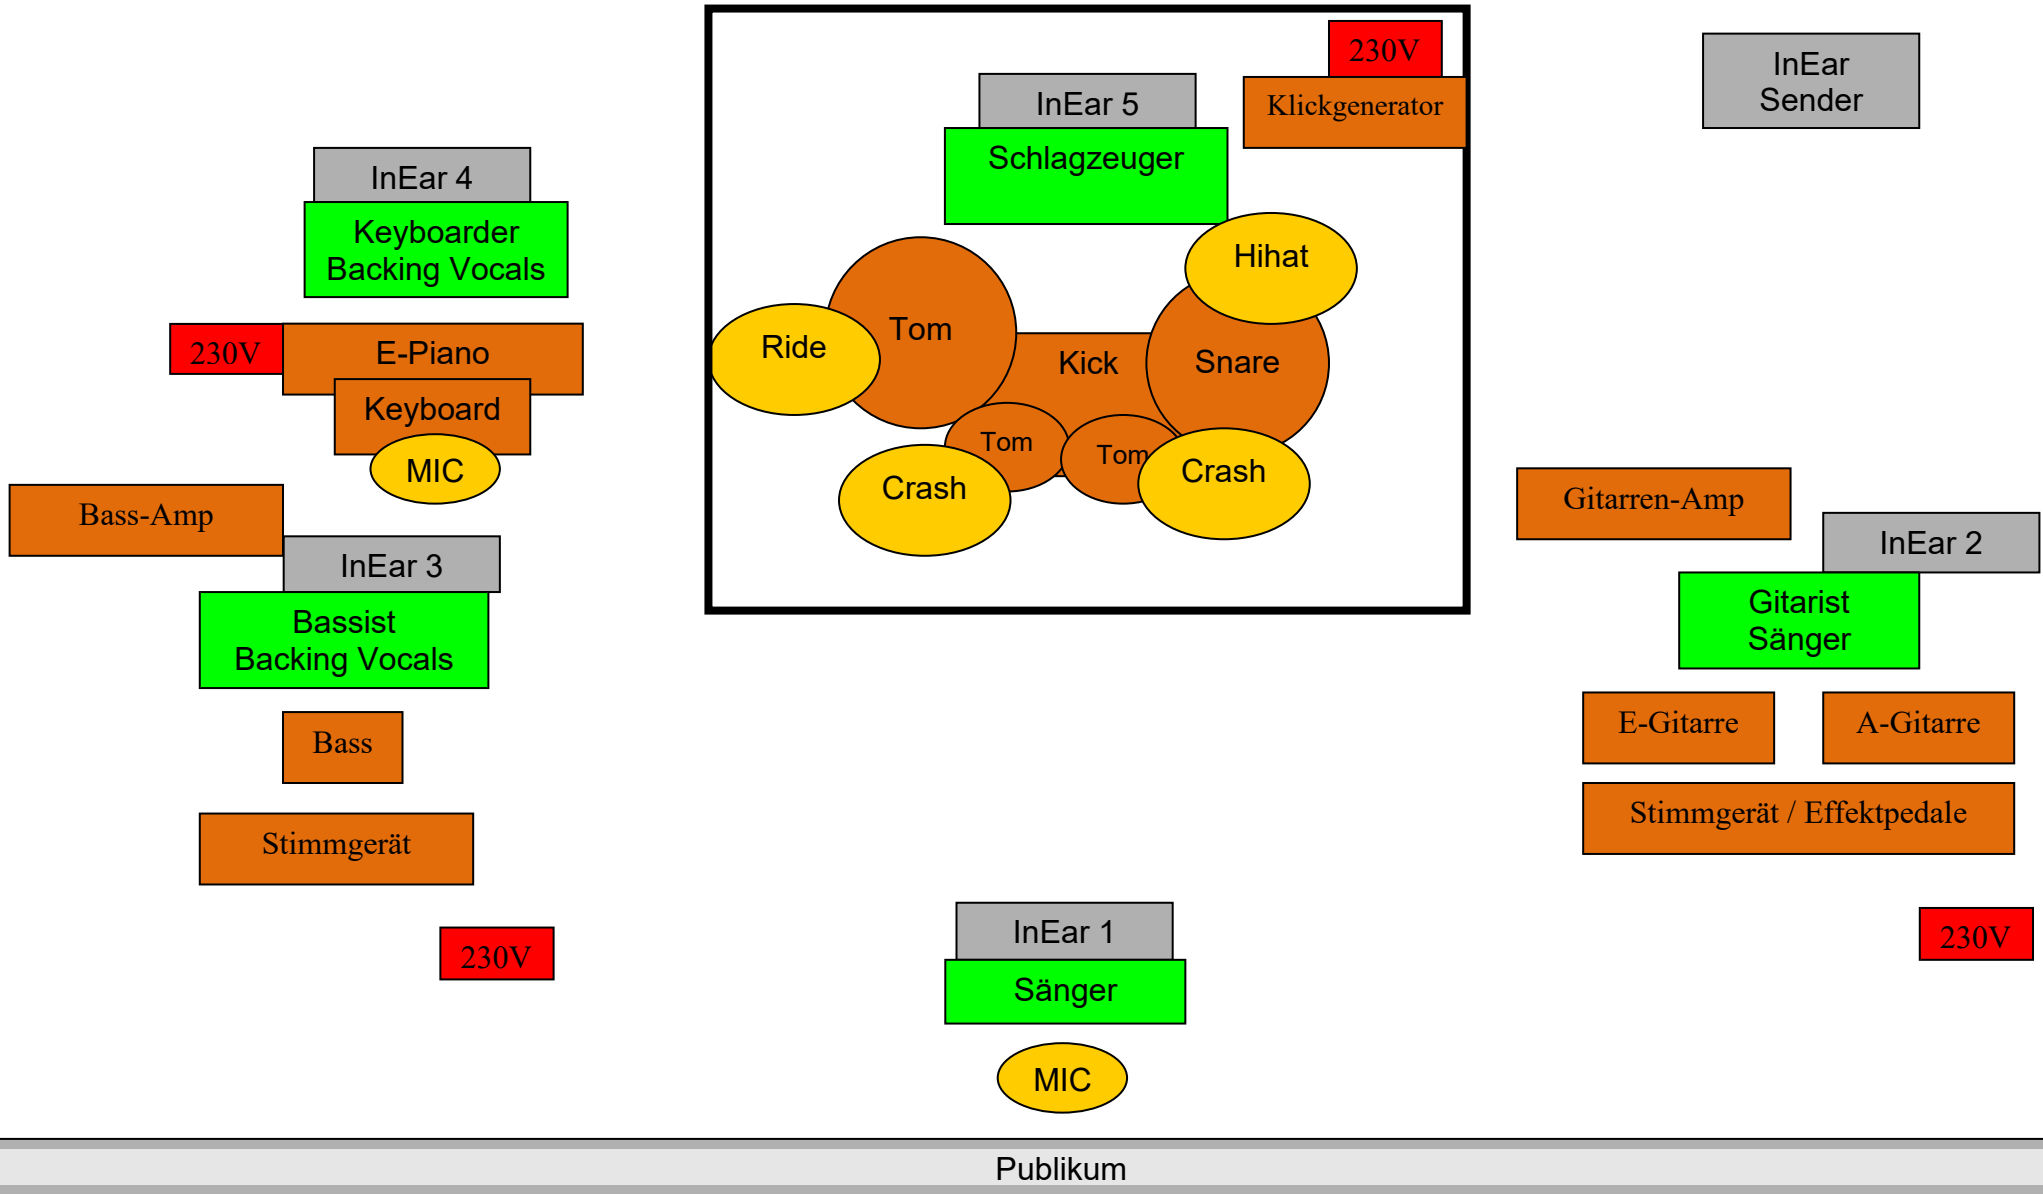 230V
InEar
Sender
InEar 5
Klickgenerator
Schlagzeuger
InEar 4
Keyboarder
Backing Vocals
Hihat
230V
E-Piano
Ride
Tom
Kick
Snare
Keyboard
MIC
Tom
Tom
Crash
Crash
Bass-Amp
Gitarren-Amp
InEar 3
InEar 2
Bassist
Backing Vocals
Gitarist
Sänger
Bass
E-Gitarre
A-Gitarre
Stimmgerät
Stimmgerät / Effektpedale
230V
InEar 1
230V
Sänger
MIC
Publikum